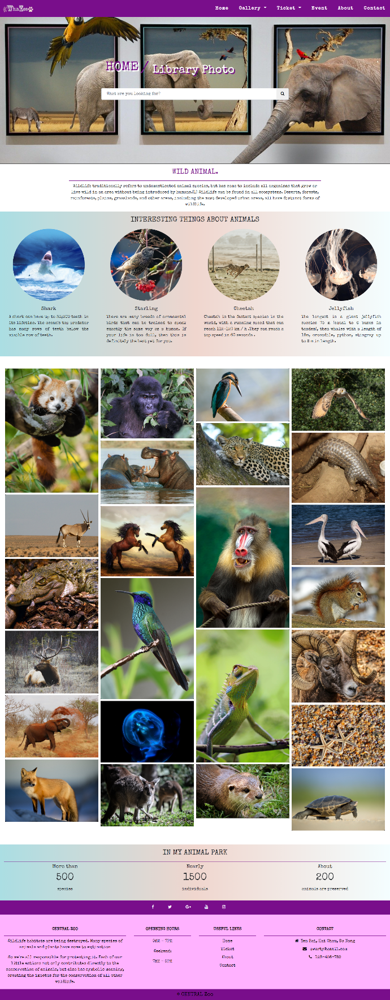 WildZoo
Home Gallery Ticket Event About Contact
HOME / Library Photo
What are you looking for?
WILD ANIMAL.
Wildlife traditionally refers to undomesticated animal species, but has come to include all organisms that grow or
live wild in an area without being introduced by humans.[1] Wildlife can be found in all ecosystems. Deserts, forests,
rainforests, plains, grasslands, and other areas, including the most developed urban areas, all have distinct forms of
wildlife.
INTERESTING THINGS ABOUT ANIMALS
Shark
A shark can have up to 30,000 teeth in
its lifetime. The ocean's top predator
has many rows of teeth below the
visible row of teeth.
Starling
There are many breeds of ornamental
birds that can be trained to speak
exactly the same way as a human. If
your life is too dull, then this is
definitely the best pet for you.
Cheetah
Cheetah is the fastest species in the
world, with a running speed that can
reach 112-120 km / h .They can reach a
top speed in 60 seconds .
Jellyfish
The longest is a giant jellyfish
species 75 m (equal to 6 buses in
tandem), then whales with a length of
18m, crocodile, python, stingray up
to 8 m in length.
IN MY ANIMAL PARK
More than
500
species
Nearly
1500
individuals
About
200
animals are preserved
CENTRAL ZOO
Wildlife habitats are being destroyed. Many species of
animals and plants have come to extinction
So we're all responsible for protecting it. Each of our
little actions not only contributes directly to the
conservation of animals, but also has symbolic meaning,
creating the impetus for the conservation of all other
wildlife.
OPENNING HOURS
9AM - 7PM
Weekend:
7AM - 9PM
USEFUL LINKS
Home
Ticket
About
Contact
CONTACT
Yen Bai, Hai Chau, Da Nang
qwerty@gmail.com
123-456-789
© CENTRAL Zoo